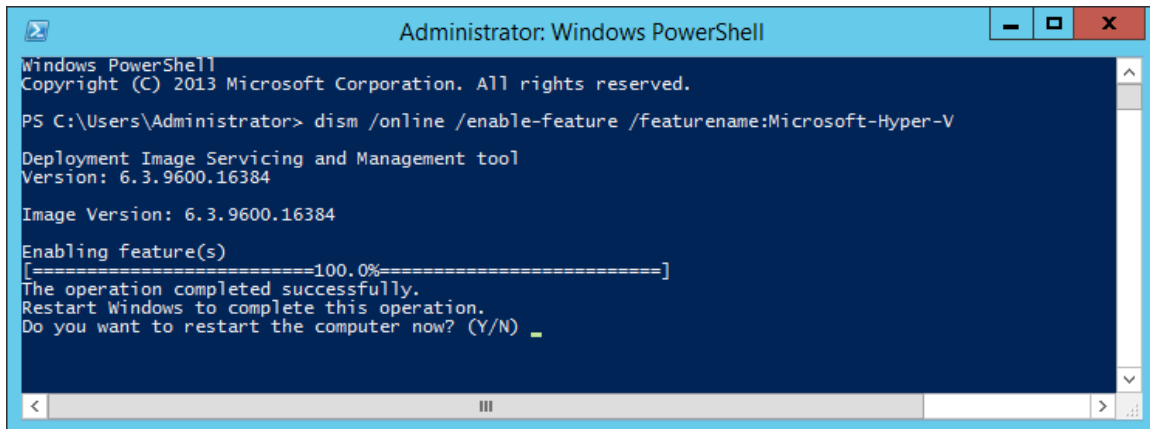 Administrator: Windows PowerShell
Windows PowerShell
Copyright (C) 2013 Microsoft Corporation. All rights reserved.
PS C:\Users\Administrator> dism /online /enable-feature /featurename:Microsoft-Hyper-V
Deployment Image Servicing and Management tool
Version: 6.3.9600.16384
Image Version: 6.3.9600.16384
Enabling feature(s)
[==========================100.0%==========================]
The operation completed successfully.
Restart Windows to complete this operation.
Do you want to restart the computer now? (Y/N)